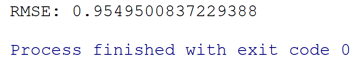 RMSE: 0.9549500837229388
Process finished with exit code 0